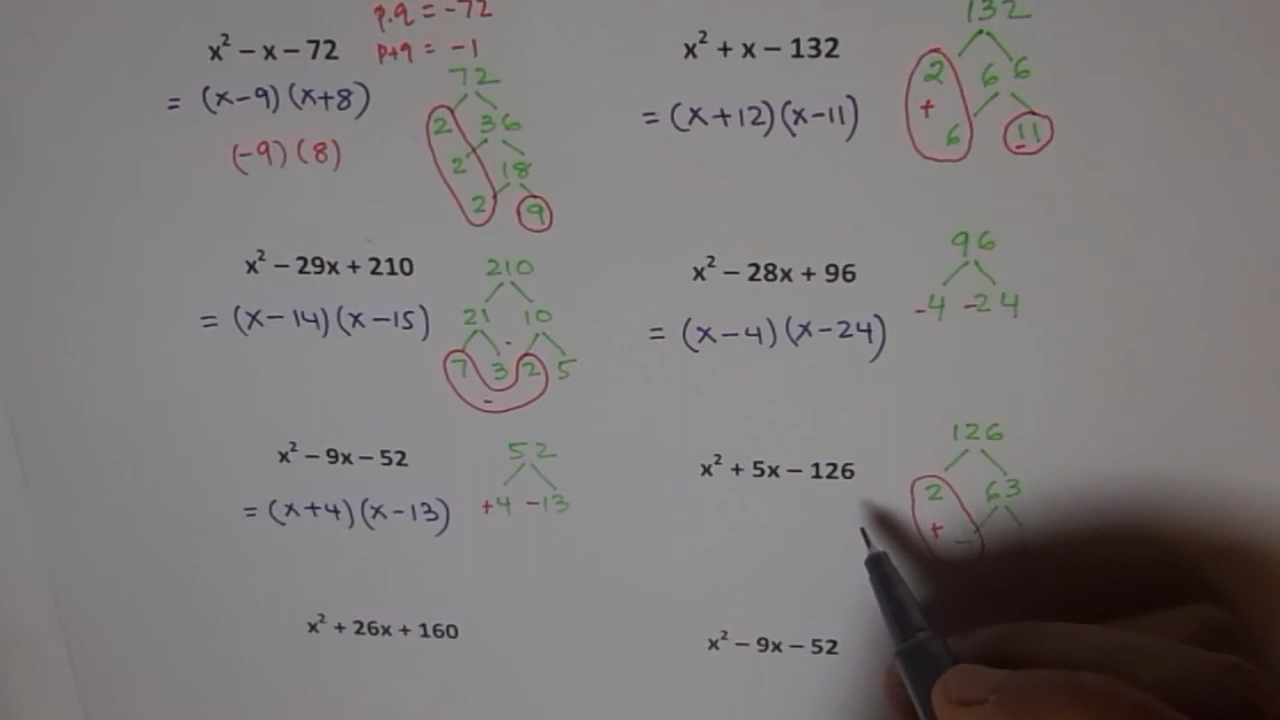 p.q = -72
x² – x – 72
p+q = -1
= (x-9)(x+8)
(-9)(8)
72
2 36
2 18
2 9
132
x² + x – 132
2 66
+
6 11
= (x+12)(x-11)
x² – 29x + 210
= (x-14)(x-15)
210
21 10
7 3 2 5
-
x² – 28x + 96
= (x-4)(x-24)
96
-4 -24
x² – 9x – 52
= (x+4)(x-13)
52
+4 -13
x² + 5x – 126
126
2 63
+
x² + 26x + 160
x² – 9x – 52